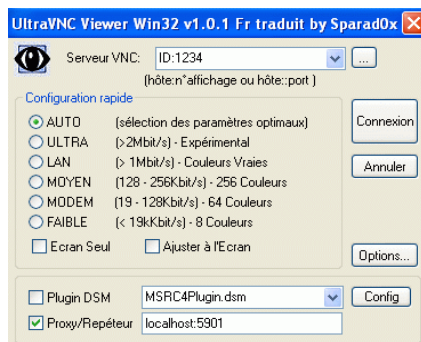 UltraVNC Viewer Win32 v1.0.1 Fr traduit by Sparad0x
Serveur VNC: ID:1234 ...
(hôte:n°affichage ou hôte::port )
Configuration rapide
AUTO (sélection des paramètres optimaux) Connexion
ULTRA (>2Mbit/s) - Expérimental
LAN (> 1Mbit/s) - Couleurs Vraies Annuler
MOYEN (128 - 256Kbit/s) - 256 Couleurs
MODEM (19 - 128Kbit/s) - 64 Couleurs
FAIBLE (< 19kKbit/s) - 8 Couleurs
Ecran Seul Ajuster à l'Ecran Options...
Plugin DSM MSRC4Plugin.dsm Config
Proxy/Repéteur localhost:5901